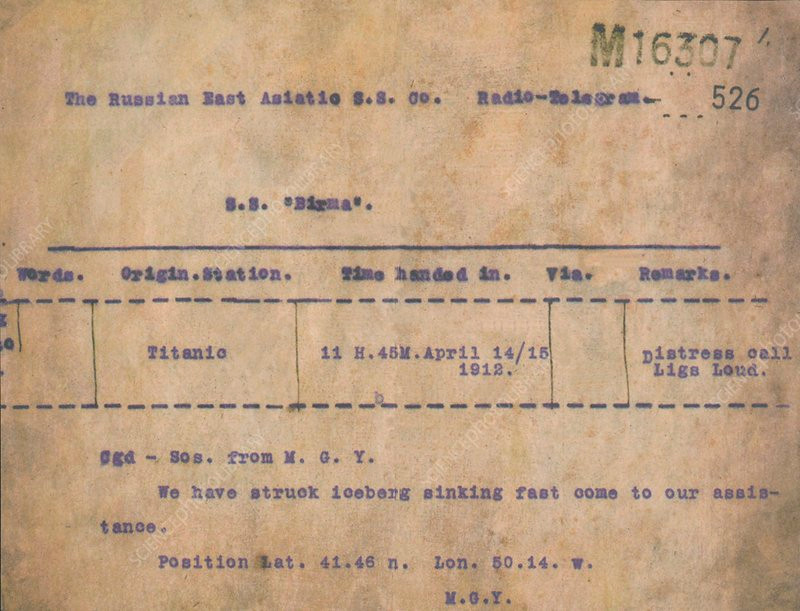 M16307
The Russian East Asiatic S.S. Co. Radio-Telegram.
526
S.S. "Birma".
Words. Origin.Station. Time handed in. Via. Remarks.
Titanic 11 H.45M.April 14/15 Distress call
1912. Ligs Loud.
Cgd - Sos. from M. G. Y.
We have struck iceberg sinking fast come to our assis-
tance.
Position Lat. 41.46 n. Lon. 50.14. w.
M.G.Y.